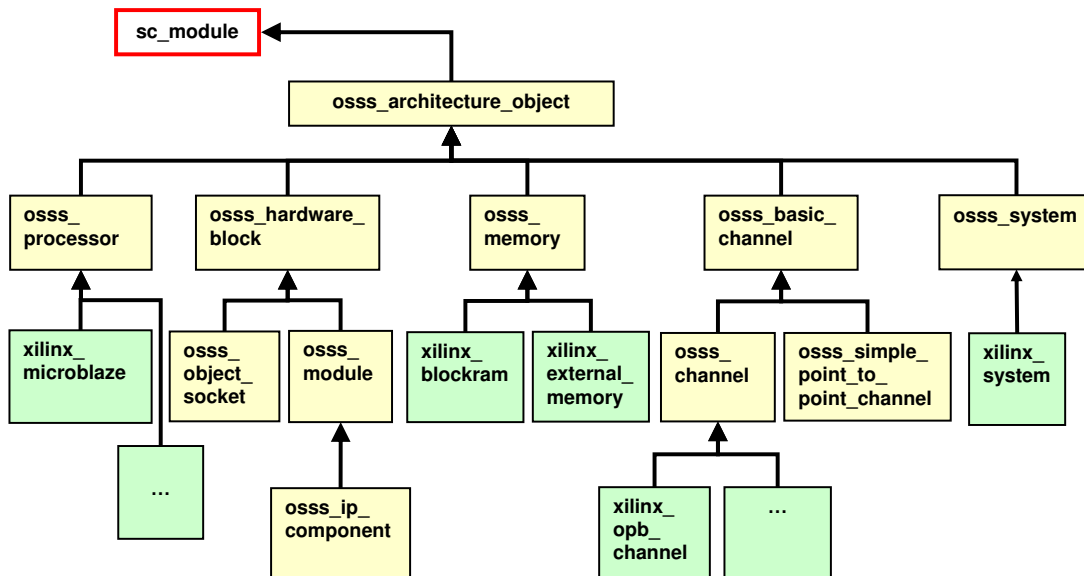 sc_module
osss_architecture_object
osss_
processor
osss_hardware_
block
osss_
memory
osss_basic_
channel
osss_system
xilinx_
microblaze
osss_
object_
socket
osss_
module
xilinx_
blockram
xilinx_
external_
memory
osss_
channel
osss_simple_
point_to_
point_channel
xilinx_
system
...
osss_ip_
component
xilinx_
opb_
channel
...